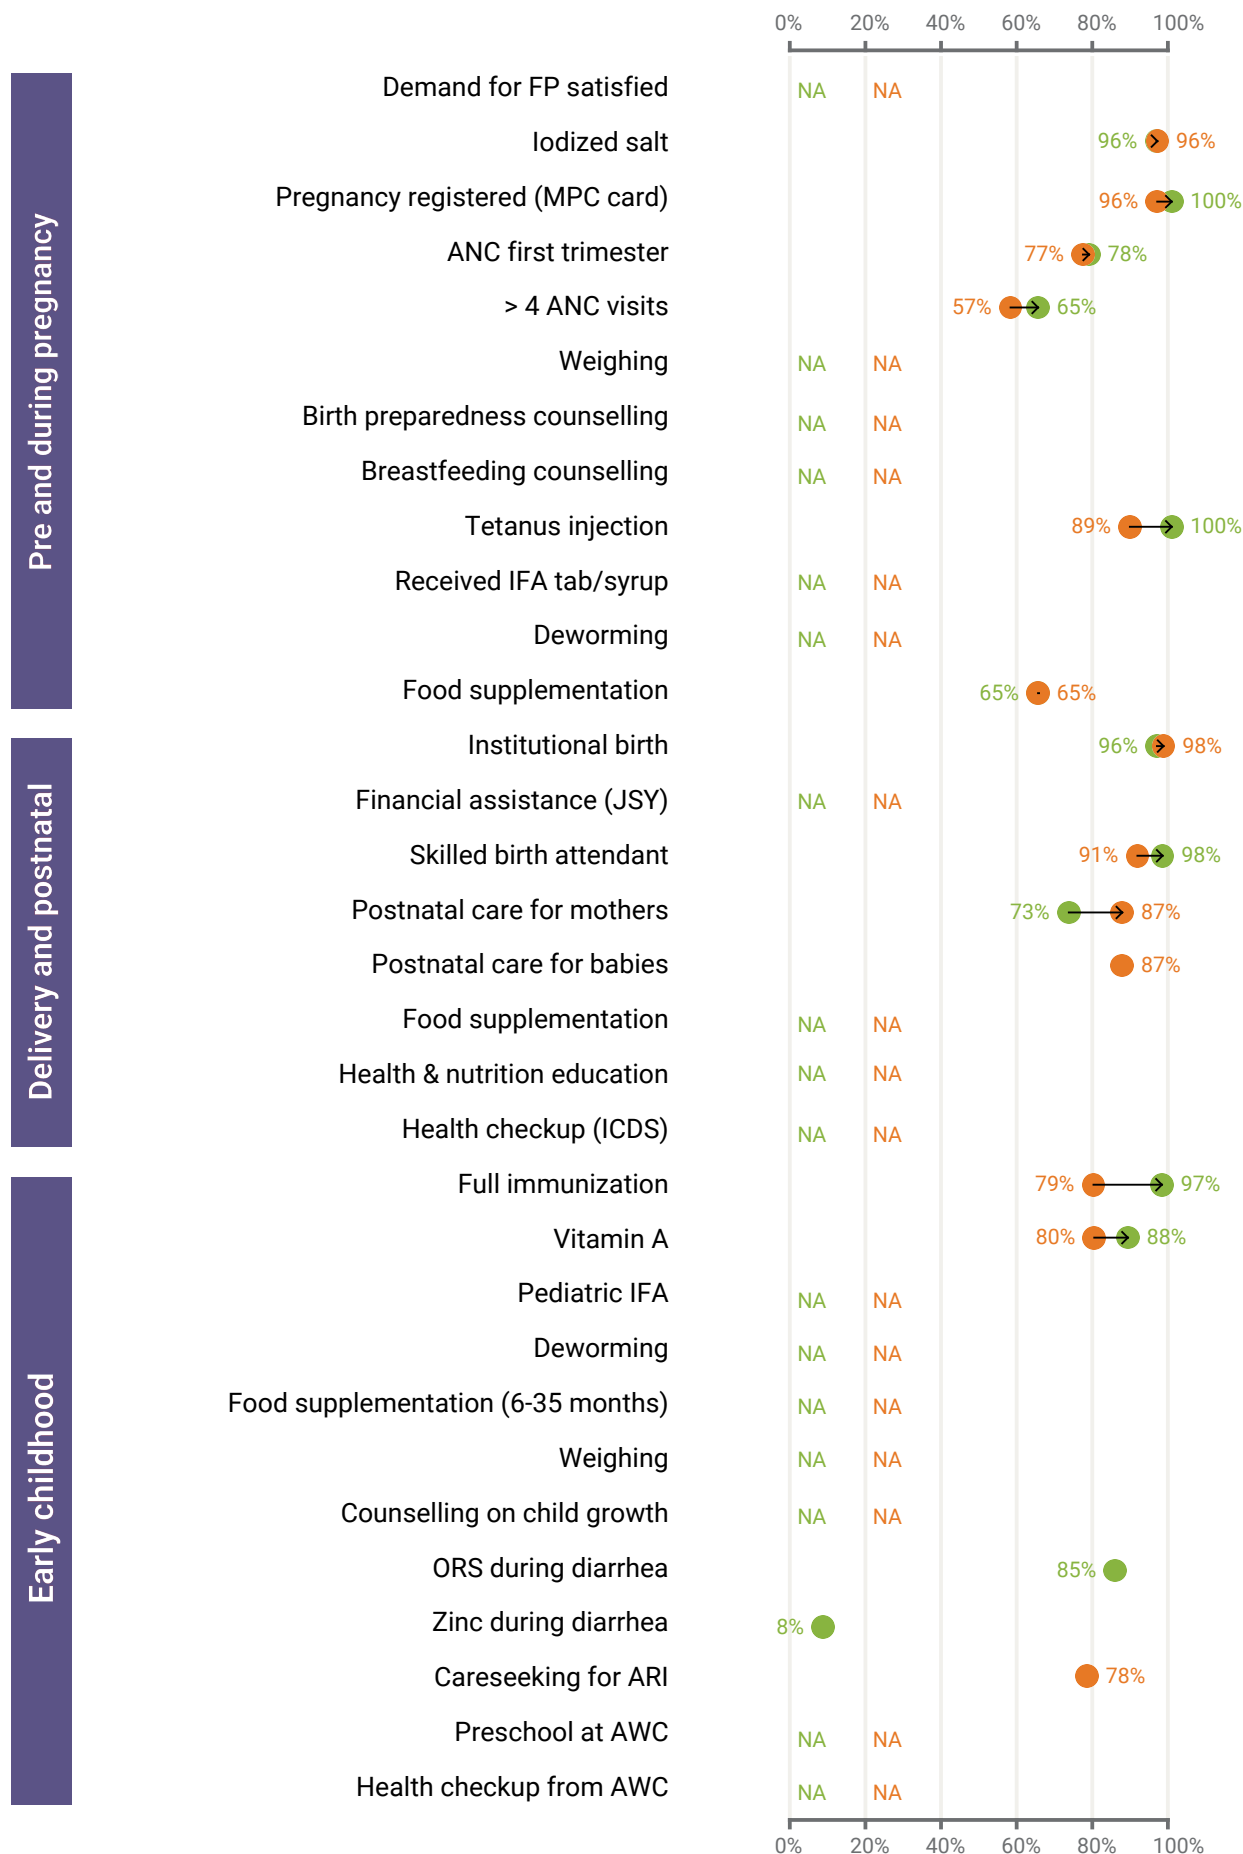 0% 20% 40% 60% 80% 100%
Pre and during pregnancy
Demand for FP satisfied NA NA
Iodized salt 96% 96%
Pregnancy registered (MPC card) 96% 100%
ANC first trimester 77% 78%
> 4 ANC visits 57% 65%
Weighing NA NA
Birth preparedness counselling NA NA
Breastfeeding counselling NA NA
Tetanus injection 89% 100%
Received IFA tab/syrup NA NA
Deworming NA NA
Food supplementation 65% 65%
Delivery and postnatal
Institutional birth 96% 98%
Financial assistance (JSY) NA NA
Skilled birth attendant 91% 98%
Postnatal care for mothers 73% 87%
Postnatal care for babies 87%
Food supplementation NA NA
Health & nutrition education NA NA
Health checkup (ICDS) NA NA
Early childhood
Full immunization 79% 97%
Vitamin A 80% 88%
Pediatric IFA NA NA
Deworming NA NA
Food supplementation (6-35 months) NA NA
Weighing NA NA
Counselling on child growth NA NA
ORS during diarrhea 85%
Zinc during diarrhea 8%
Careseeking for ARI 78%
Preschool at AWC NA NA
Health checkup from AWC NA NA
0% 20% 40% 60% 80% 100%